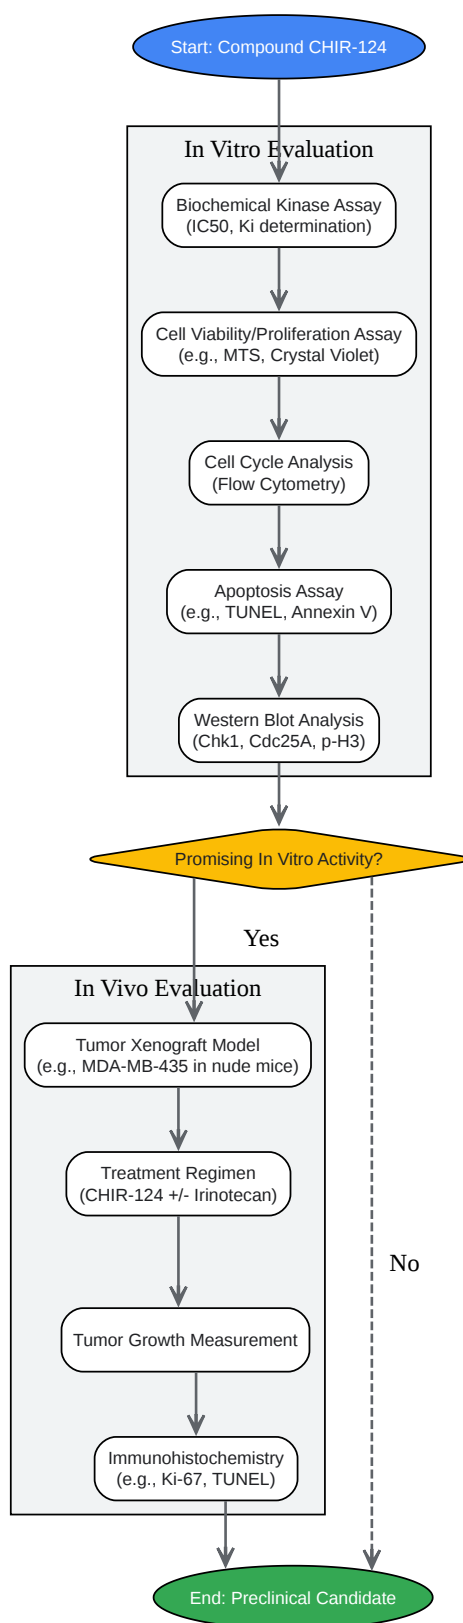 Start: Compound CHIR-124
In Vitro Evaluation
Biochemical Kinase Assay
(IC50, Ki determination)
Cell Viability/Proliferation Assay
(e.g., MTS, Crystal Violet)
Cell Cycle Analysis
(Flow Cytometry)
Apoptosis Assay
(e.g., TUNEL, Annexin V)
Western Blot Analysis
(Chk1, Cdc25A, p-H3)
Promising In Vitro Activity?
Yes
In Vivo Evaluation
Tumor Xenograft Model
(e.g., MDA-MB-435 in nude mice)
Treatment Regimen
(CHIR-124 +/- Irinotecan)
No
Tumor Growth Measurement
Immunohistochemistry
(e.g., Ki-67, TUNEL)
End: Preclinical Candidate